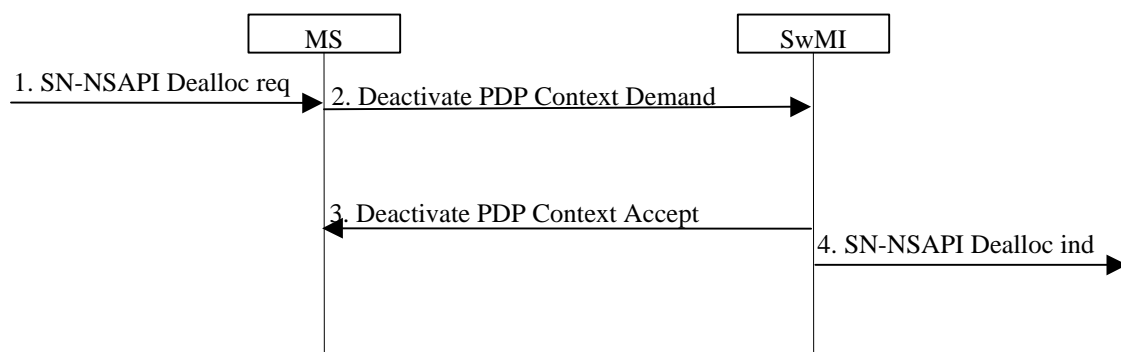 MS
SwMI
1. SN-NSAPI Dealloc req
2. Deactivate PDP Context Demand
3. Deactivate PDP Context Accept
4. SN-NSAPI Dealloc ind